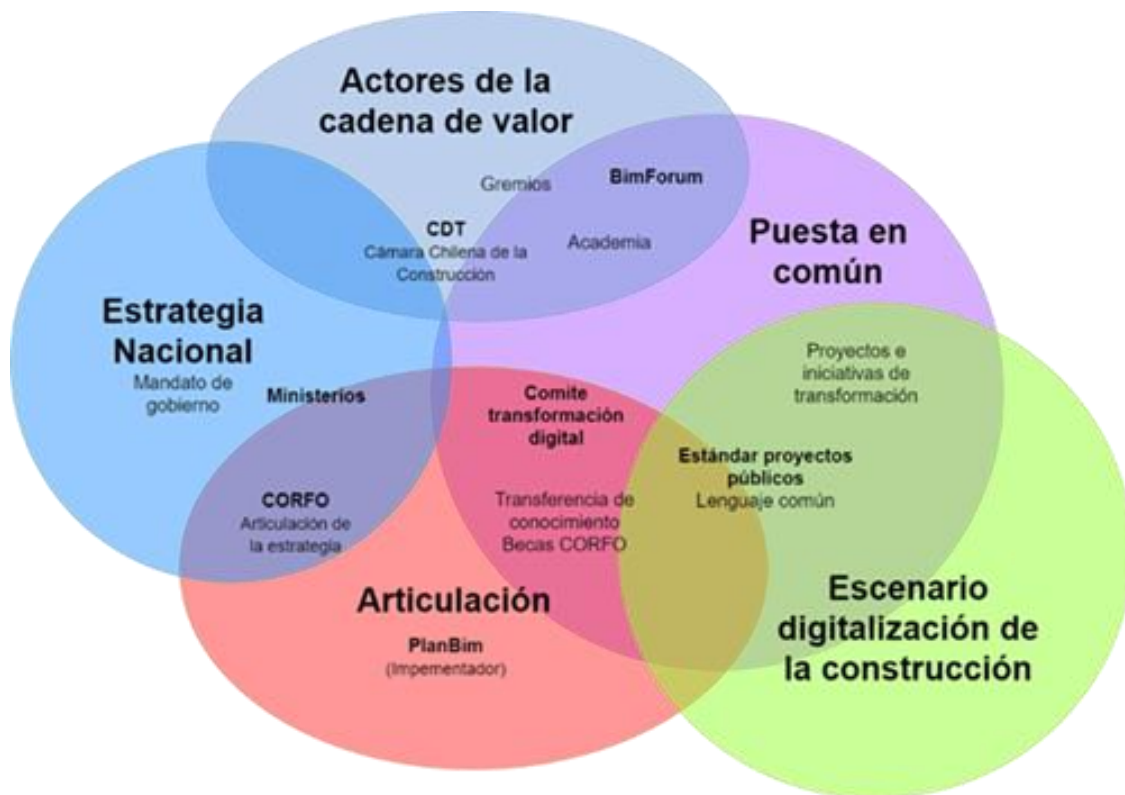 Actores de la
cadena de valor
Gremios
BimForum
CDT
Cámara Chilena de la
Construcción
Academia
Puesta en
común
Estrategia
Nacional
Mandato de
gobierno
Ministerios
CORFO
Articulación de
la estrategia
Comite
transformación
digital
Transferencia de
conocimiento
Becas CORFO
Proyectos e
iniciativas de
transformación
Estándar proyectos
públicos
Lenguaje común
Articulación
PlanBim
(Impementador)
Escenario
digitalización de
la construcción